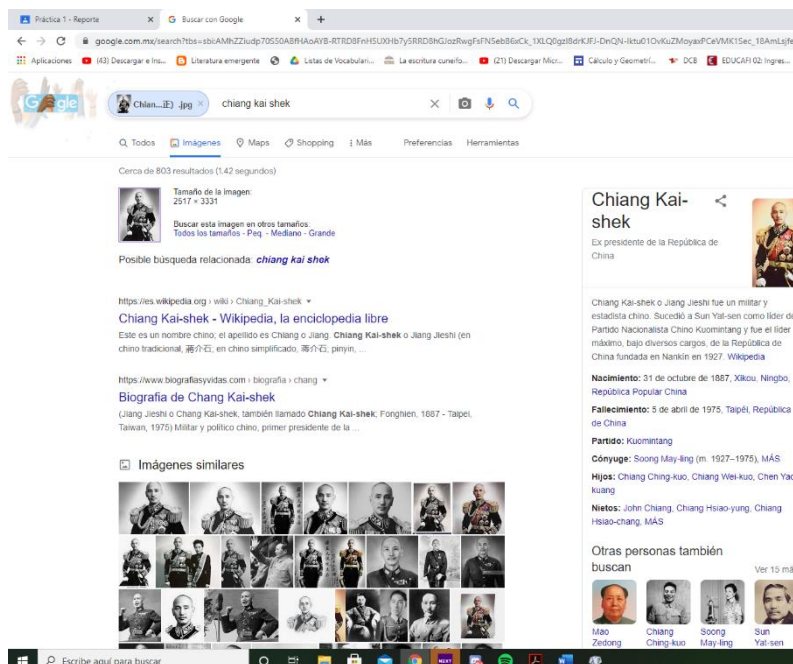 Práctica 1 - Reporte
Buscar con Google
Aplicaciones
(43) Descargar e Ins...
Literatura emergente
Listas de Vocabulari...
La escritura cuneifo...
(21) Descargar Micr...
Cálculo y Geometrí...
DCB
EDUCAFI 02: Ingres...
Google
Chian...正) .jpg × chiang kai shek
Todos Imágenes Maps Shopping Más Preferencias Herramientas
Cerca de 803 resultados (1.42 segundos)
Tamaño de la imagen:
2517 × 3331
Buscar esta imagen en otros tamaños:
Todos los tamaños - Peq. - Mediano - Grande
Posible búsqueda relacionada: chiang kai shek
https://es.wikipedia.org › wiki › Chiang_Kai-shek
Chiang Kai-shek - Wikipedia, la enciclopedia libre
Este es un nombre chino; el apellido es Chiang o Jiang. Chiang Kai-shek o Jiang Jieshi (en
chino tradicional, 蔣介石; en chino simplificado, 蒋介石; pinyin, ...
https://www.biografiasyvidas.com › biografia › chang
Biografia de Chang Kai-shek
(Jiang Jieshi o Chang Kai-shek, también llamado Chiang Kai-shek; Fonghien, 1887 - Taipei,
Taiwan, 1975) Militar y político chino, primer presidente de la ...
Imágenes similares
Chiang Kai-
shek
Ex presidente de la República de
China
Chiang Kai-shek o Jiang Jieshi fue un militar y
estadista chino. Sucedió a Sun Yat-sen como líder de
Partido Nacionalista Chino Kuomintang y fue el líder
máximo, bajo diversos cargos, de la República de
China fundada en Nankín en 1927. Wikipedia
Nacimiento: 31 de octubre de 1887, Xikou, Ningbo,
República Popular China
Fallecimiento: 5 de abril de 1975, Taipéi, República
de China
Partido: Kuomintang
Cónyuge: Soong May-ling (m. 1927–1975), MÁS
Hijos: Chiang Ching-kuo, Chiang Wei-kuo, Chen Yao
kuang
Nietos: John Chiang, Chiang Hsiao-yung, Chiang
Hsiao-chang, MÁS
Otras personas también
buscan
Ver 15 má
Mao
Zedong
Chiang
Ching-kuo
Soong
May-ling
Sun
Yat-sen
Escribe aquí para buscar